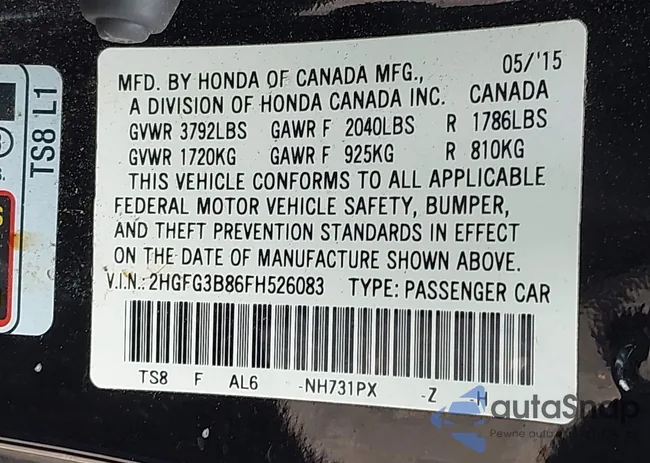 MFD. BY HONDA OF CANADA MFG., 05/'15
A DIVISION OF HONDA CANADA INC. CANADA
GVWR 3792LBS GAWR F 2040LBS R 1786LBS
GVWR 1720KG GAWR F 925KG R 810KG
THIS VEHICLE CONFORMS TO ALL APPLICABLE
FEDERAL MOTOR VEHICLE SAFETY, BUMPER,
AND THEFT PREVENTION STANDARDS IN EFFECT
ON THE DATE OF MANUFACTURE SHOWN ABOVE.
V.I.N.: 2HGFG3B86FH526083 TYPE: PASSENGER CAR
TS8 F AL6 -NH731PX -Z -H
TS8 L1
autaSnap
Pewne auta